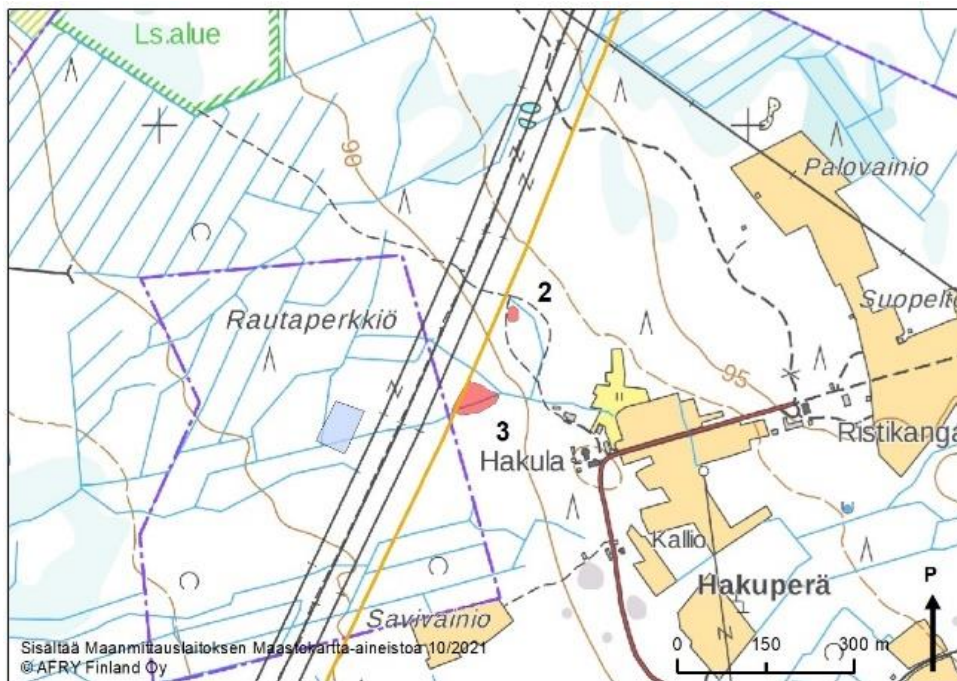 Ls.alue
Palovainio
90
2
Suopelto
Rautaperkkiö
95
3
Hakula
Ristikanga
Kallio
Hakuperä
P
Savivainio
Sisältää Maanmittauslaitoksen Maastokartta-aineistoa 10/2021
0 150 300 m
© AFRY Finland Oy